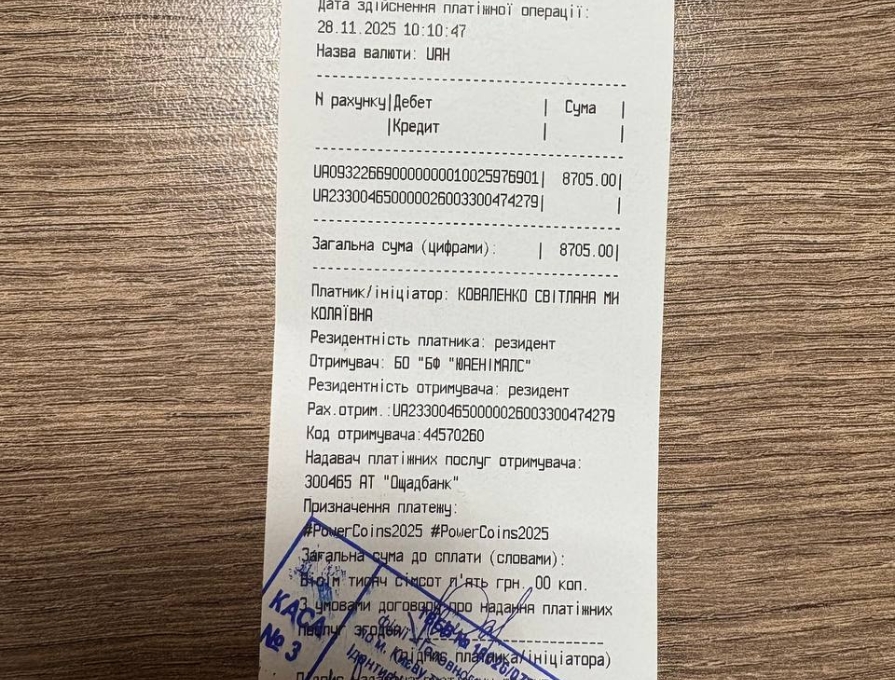 Дата здійснення платіжної операції:
28.11.2025 10:10:47
Назва валюти: UAH
N рахунку|Дебет | Сума |
|Кредит | |
UA093226690000000010025976901| 8705.00|
UA233004650000026003300474279| |
Загальна сума (цифрами): | 8705.00|
Платник/ініціатор: КОВАЛЕНКО СВІТЛАНА МИ
КОЛАЇВНА
Резидентність платника: резидент
Отримувач: БО "БФ "ЮАЕНІМАЛС"
Резидентність отримувача: резидент
Рах.отрим.:UA233004650000026003300474279
Код отримувача:44570260
Надавач платіжних послуг отримувача:
300465 АТ "Ощадбанк"
Призначення платежу:
#PowerCoins2025 #PowerCoins2025
Загальна сума до сплати (словами):
Вісім тисяч сімсот п'ять грн. 00 коп.
З умовами договору про надання платіжних
послуг згоден
(підпис платника/ініціатора)
КАСА
№ 3